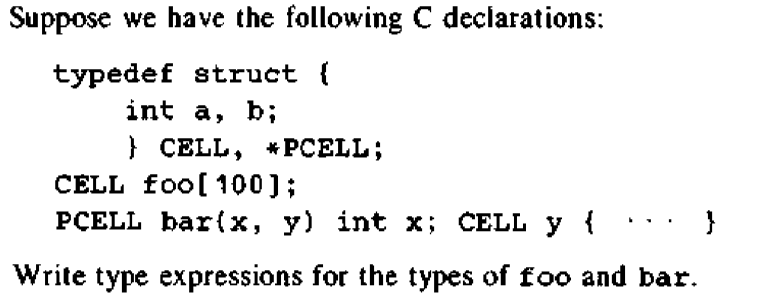 Suppose we have the following C declarations:
typedef struct {
int a, b;
} CELL, *PCELL;
CELL foo[100];
PCELL bar(x, y) int x; CELL y { ··· }
Write type expressions for the types of foo and bar.